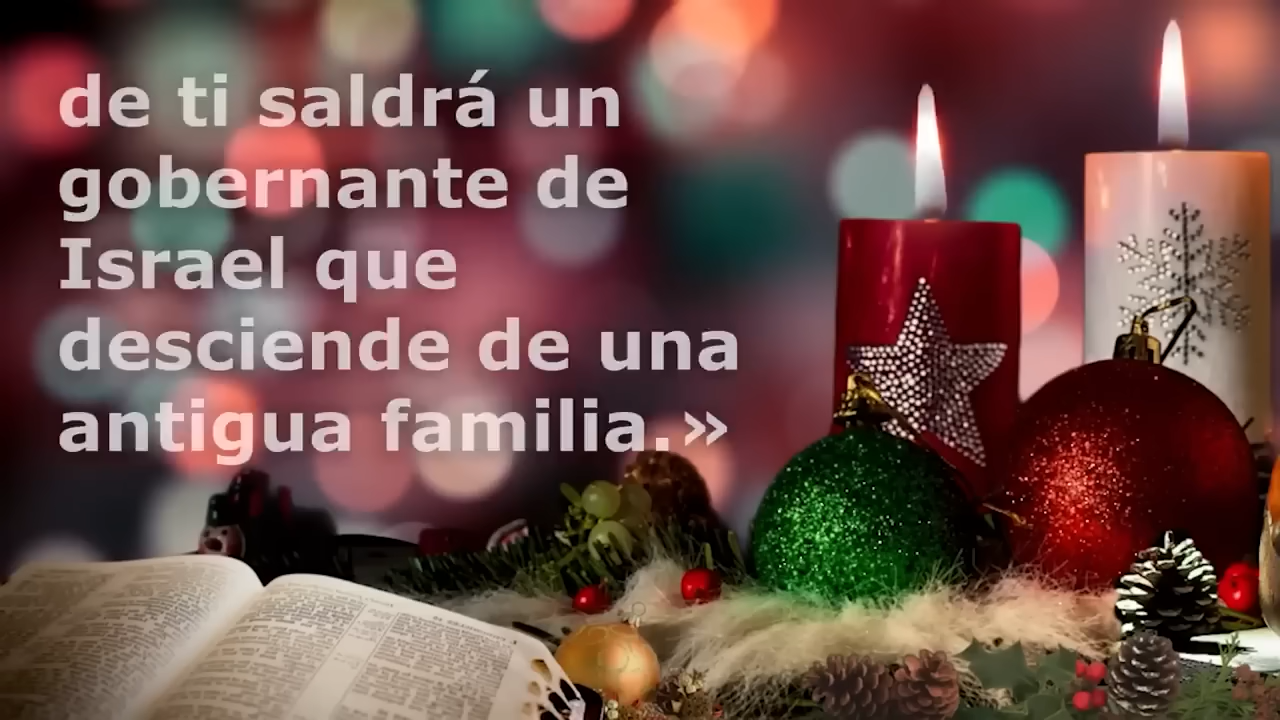 de ti saldrá un
gobernante de
Israel que
desciende de una
antigua familia.»